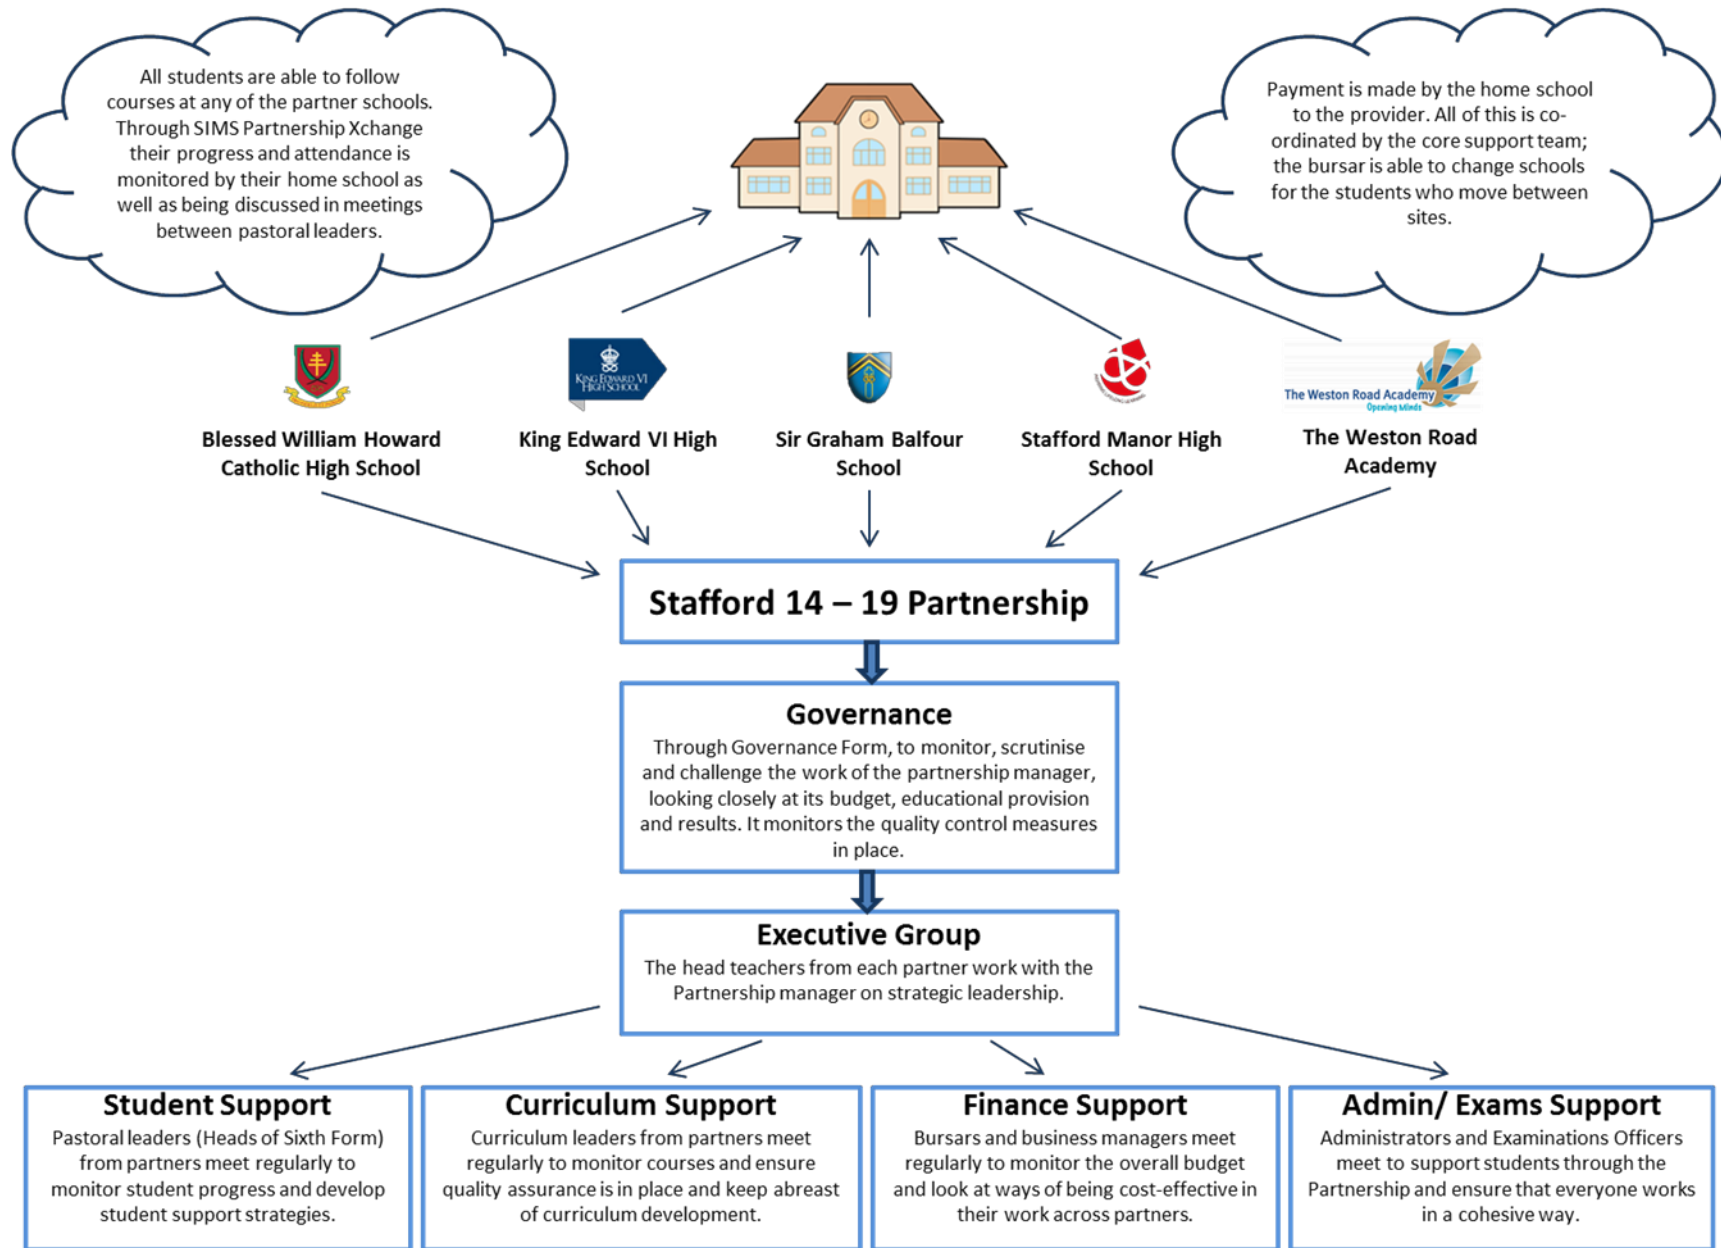 All students are able to follow
courses at any of the partner schools.
Through SIMS Partnership Xchange
their progress and attendance is
monitored by their home school as
well as being discussed in meetings
between pastoral leaders.
Payment is made by the home school
to the provider. All of this is co-
ordinated by the core support team;
the bursar is able to change schools
for the students who move between
sites.
KING EDWARD VI
HIGH SCHOOL
The Weston Road Academy
Opening Minds
Blessed William Howard
Catholic High School
King Edward VI High
School
Sir Graham Balfour
School
Stafford Manor High
School
The Weston Road
Academy
Stafford 14 – 19 Partnership
Governance
Through Governance Form, to monitor, scrutinise
and challenge the work of the partnership manager,
looking closely at its budget, educational provision
and results. It monitors the quality control measures
in place.
Executive Group
The head teachers from each partner work with the
Partnership manager on strategic leadership.
Student Support
Pastoral leaders (Heads of Sixth Form)
from partners meet regularly to
monitor student progress and develop
student support strategies.
Curriculum Support
Curriculum leaders from partners meet
regularly to monitor courses and ensure
quality assurance is in place and keep abreast
of curriculum development.
Finance Support
Bursars and business managers meet
regularly to monitor the overall budget
and look at ways of being cost-effective in
their work across partners.
Admin/ Exams Support
Administrators and Examinations Officers
meet to support students through the
Partnership and ensure that everyone works
in a cohesive way.